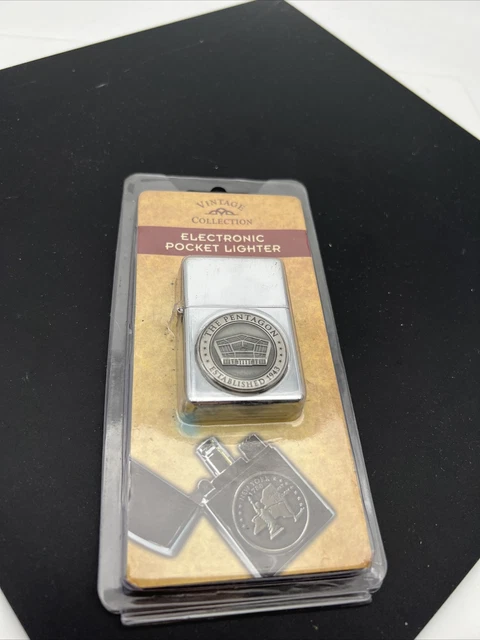 VINTAGE
COLLECTION
ELECTRONIC
POCKET LIGHTER
THE PENTAGON
ESTABLISHED 1943